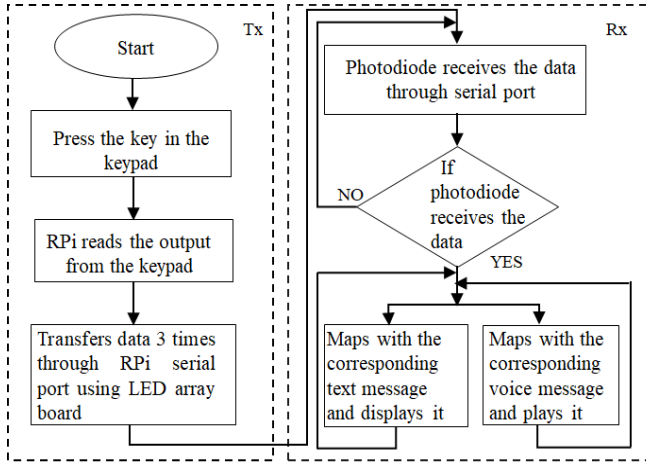 Tx
Start
Press the key in the
keypad
RPi reads the output
from the keypad
Transfers data 3 times
through RPi serial
port using LED array
board
Rx
Photodiode receives the data
through serial port
If
photodiode
receives the
data
NO
YES
Maps with the
corresponding
text message
and displays it
Maps with the
corresponding
voice message
and plays it